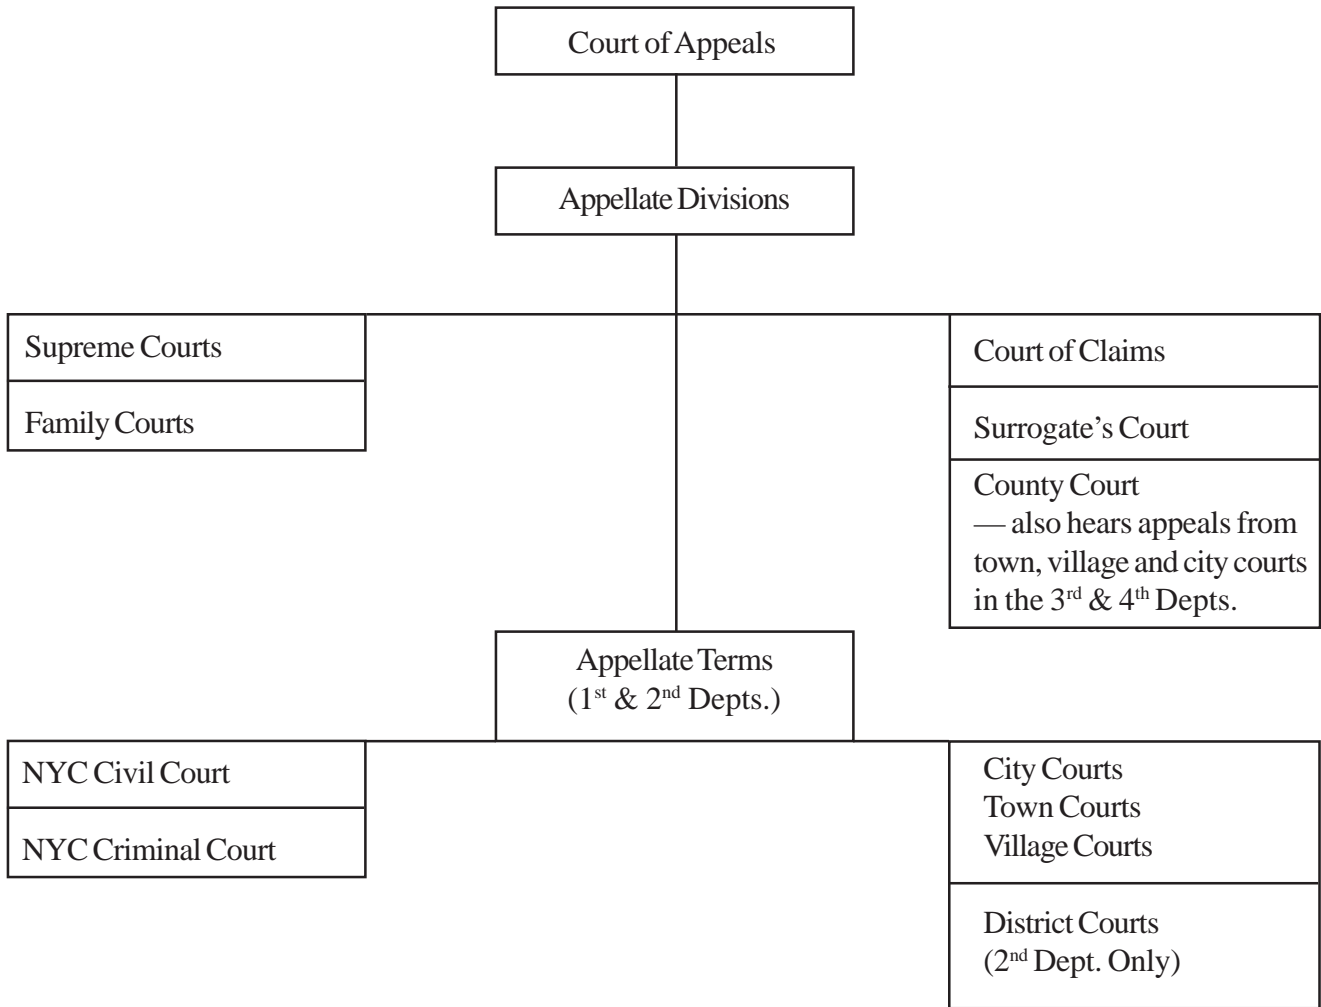 Court of Appeals
Appellate Divisions
Supreme Courts
Family Courts
Court of Claims
Surrogate’s Court
County Court
— also hears appeals from
town, village and city courts
in the 3rd & 4th Depts.
Appellate Terms
(1st & 2nd Depts.)
NYC Civil Court
NYC Criminal Court
City Courts
Town Courts
Village Courts
District Courts
(2nd Dept. Only)